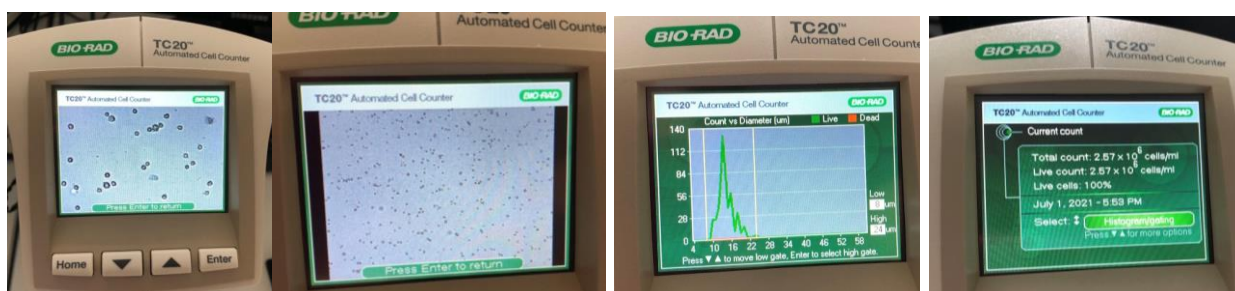 BIO-RAD
TC20™
Automated Cell Counter
TC20™ Automated Cell Counter
BIO-RAD
Press Enter to return
Home
Enter
BIO-RAD
Automated Cell Counter
TC20™ Automated Cell Counter
BIO-RAD
Press Enter to return
BIO-RAD
TC20™
Automated Cell Counter
TC20™ Automated Cell Counter
BIO-RAD
Count vs Diameter (um)
Live
Dead
140
112
84
56
28
0
4 10 16 22 28 34 40 46 52 58
Low
um
High
24 um
Press ▼ ▲ to move low gate, Enter to select high gate.
BIO-RAD
TC20™
Automated Cell Counter
TC20™ Automated Cell Counter
BIO-RAD
Current count
Total count: 2.57 × 10⁶ cells/ml
Live count: 2.57 × 10⁶ cells/ml
Live cells: 100%
July 1, 2021 - 5:53 PM
Select: ↕ Histogram/gating
Press ▼ ▲ for more options